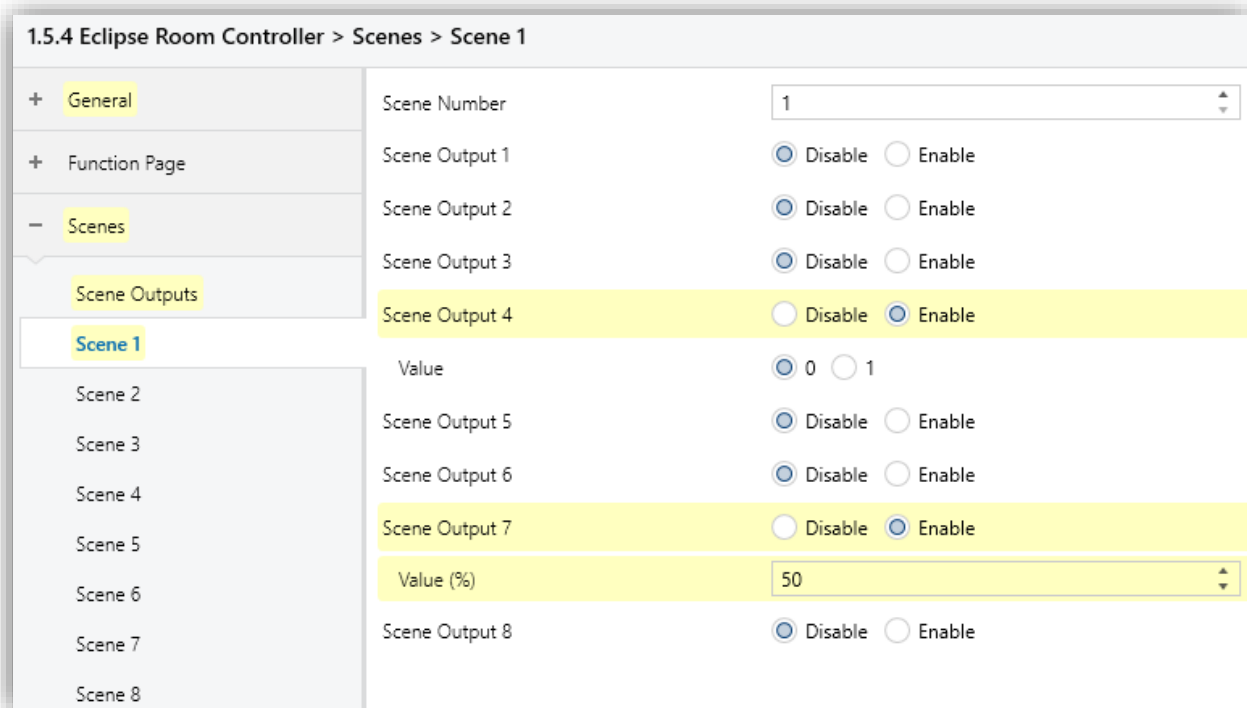 1.5.4 Eclipse Room Controller > Scenes > Scene 1
+ General
+ Function Page
− Scenes
Scene Outputs
Scene 1
Scene 2
Scene 3
Scene 4
Scene 5
Scene 6
Scene 7
Scene 8
Scene Number 1
Scene Output 1 Disable Enable
Scene Output 2 Disable Enable
Scene Output 3 Disable Enable
Scene Output 4 Disable Enable
Value 0 1
Scene Output 5 Disable Enable
Scene Output 6 Disable Enable
Scene Output 7 Disable Enable
Value (%) 50
Scene Output 8 Disable Enable